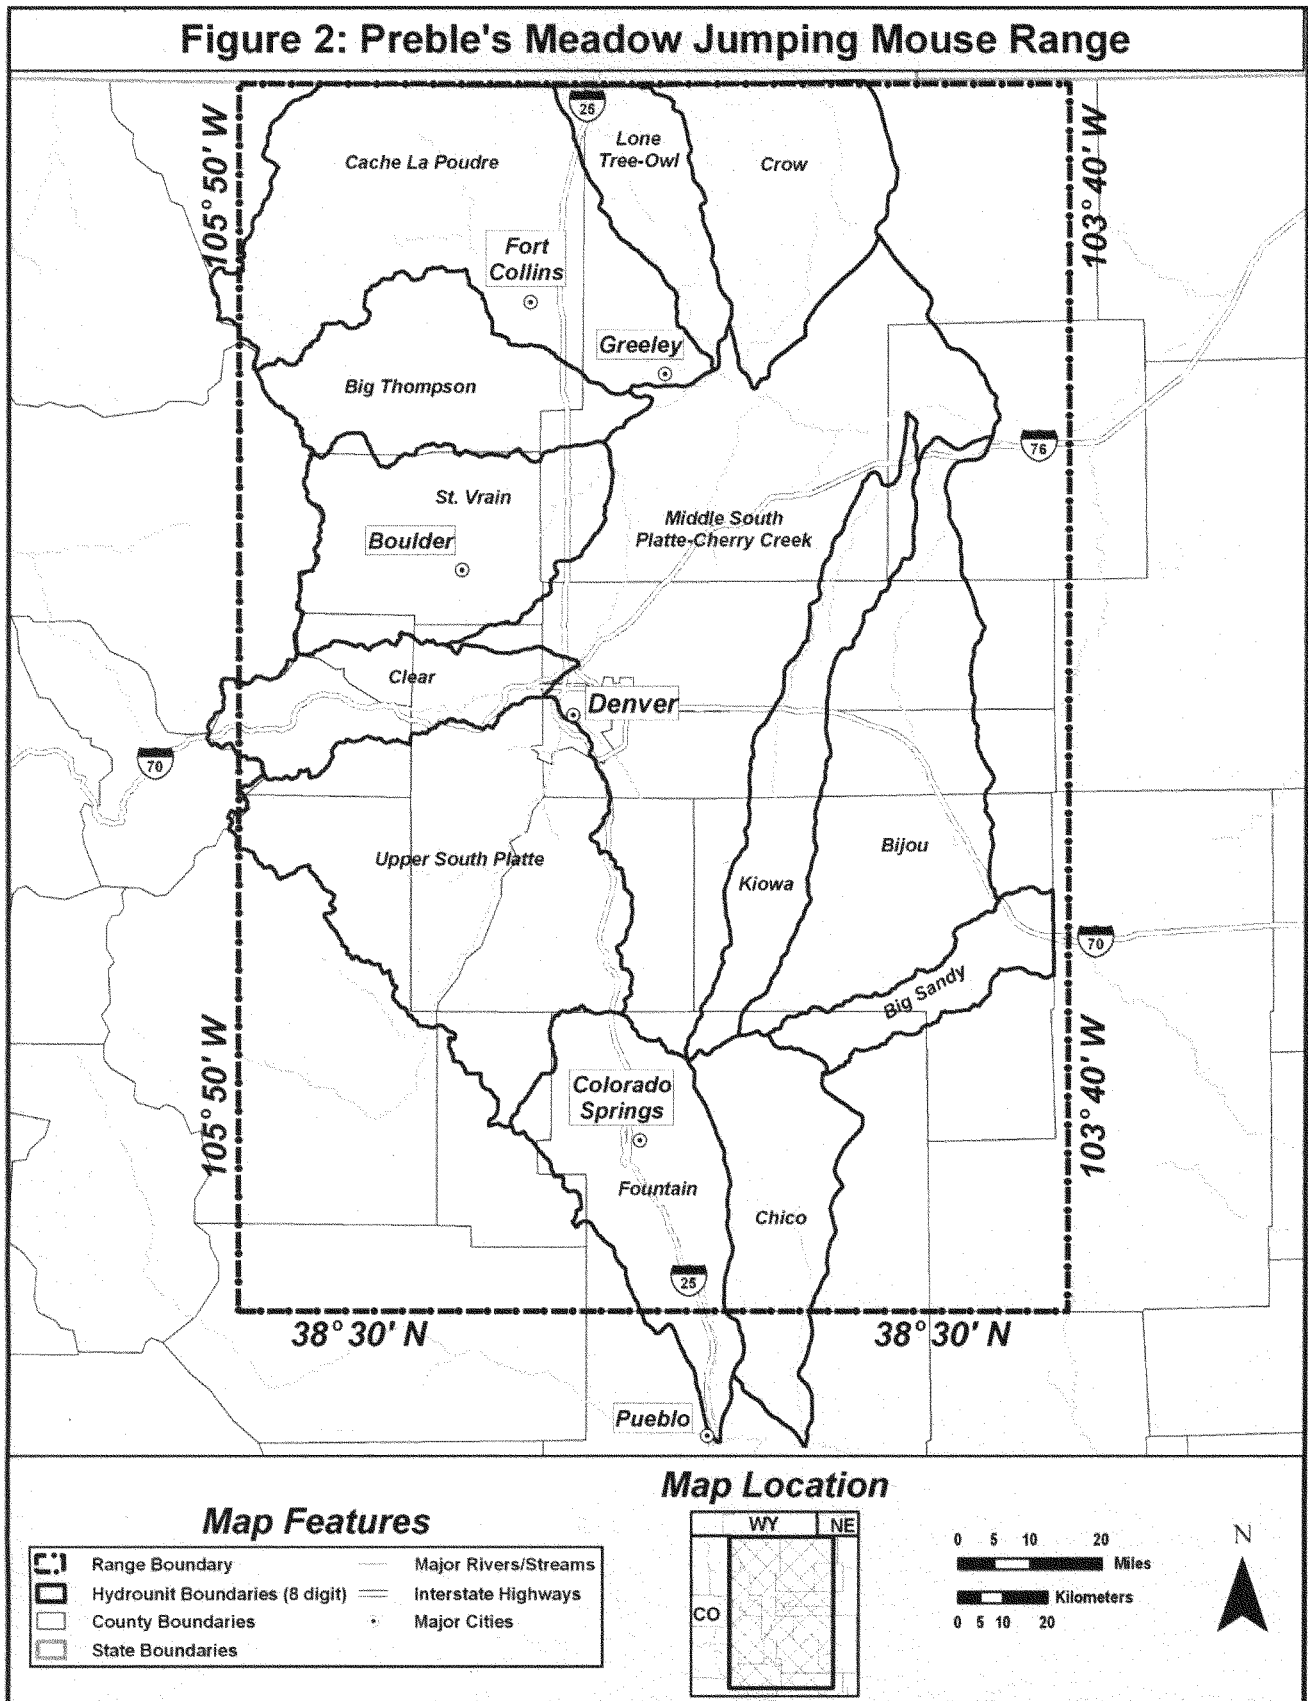 Figure 2: Preble's Meadow Jumping Mouse Range
105° 50' W
103° 40' W
25
Lone
Tree-Owl
Cache La Poudre
Crow
Fort
Collins
Greeley
Big Thompson
76
St. Vrain
Middle South
Platte-Cherry Creek
Boulder
Clear
Denver
70
Bijou
Upper South Platte
Kiowa
70
Big Sandy
105° 50' W
103° 40' W
Colorado
Springs
Fountain
Chico
25
38° 30' N
38° 30' N
Pueblo
Map Location
Map Features
WY
NE
CO
Range Boundary
Hydrounit Boundaries (8 digit)
County Boundaries
State Boundaries
Major Rivers/Streams
Interstate Highways
Major Cities
0 5 10 20
Miles
Kilometers
0 5 10 20
N